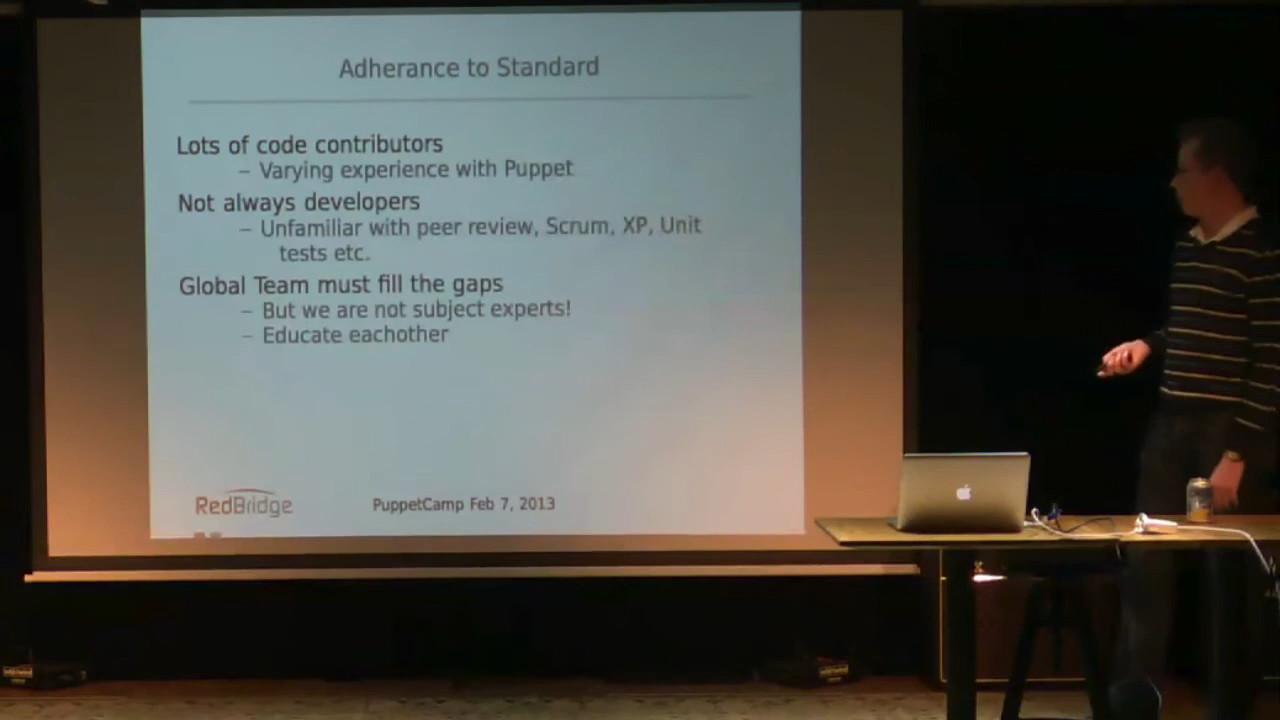 Adherance to Standard
Lots of code contributors
– Varying experience with Puppet
Not always developers
– Unfamiliar with peer review, Scrum, XP, Unit
tests etc.
Global Team must fill the gaps
– But we are not subject experts!
– Educate eachother
RedBridge
PuppetCamp Feb 7, 2013